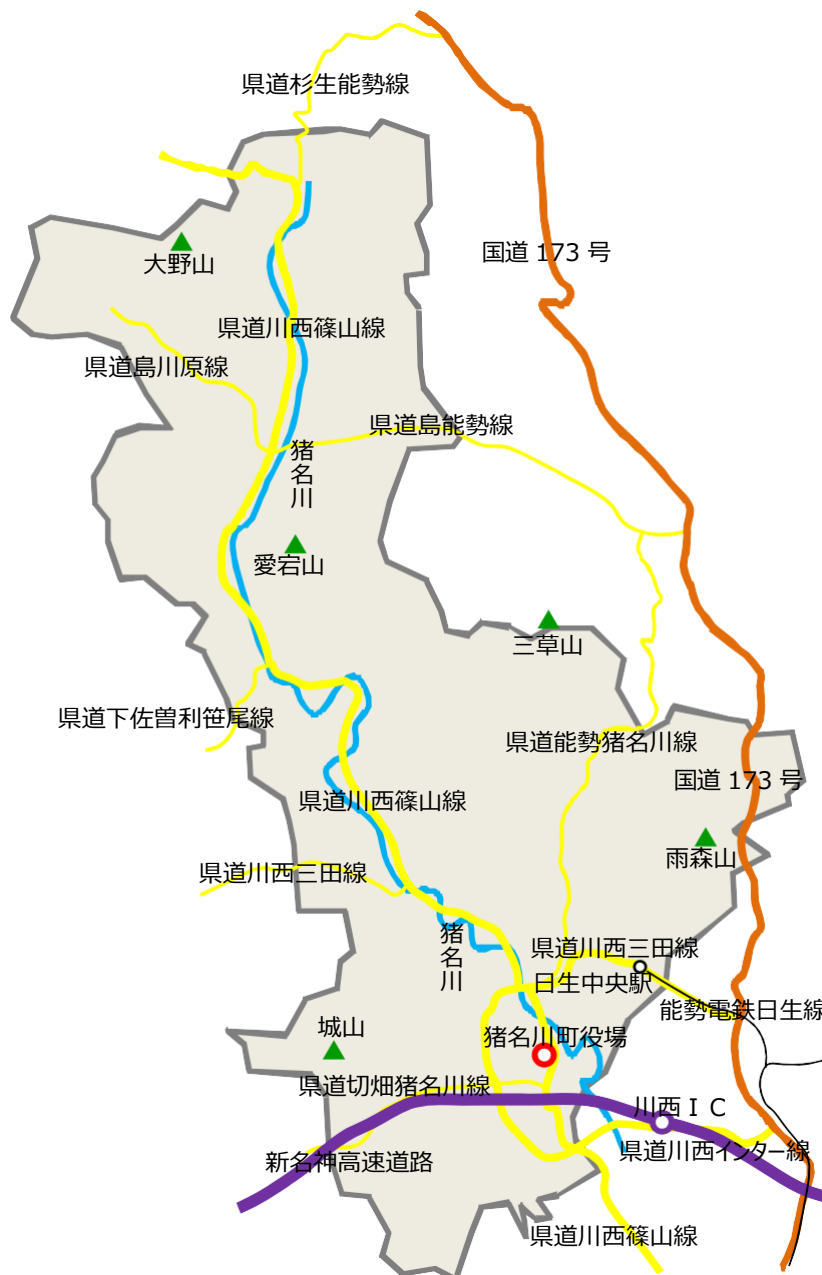 県道杉生能勢線
国道 173 号
大野山
県道川西篠山線
県道島川原線
県道島能勢線
猪名川
愛宕山
三草山
県道下佐曽利笹尾線
県道能勢猪名川線
国道 173 号
県道川西篠山線
雨森山
県道川西三田線
猪名川
県道川西三田線
日生中央駅
能勢電鉄日生線
城山
猪名川町役場
県道切畑猪名川線
川西ＩＣ
県道川西インター線
新名神高速道路
県道川西篠山線